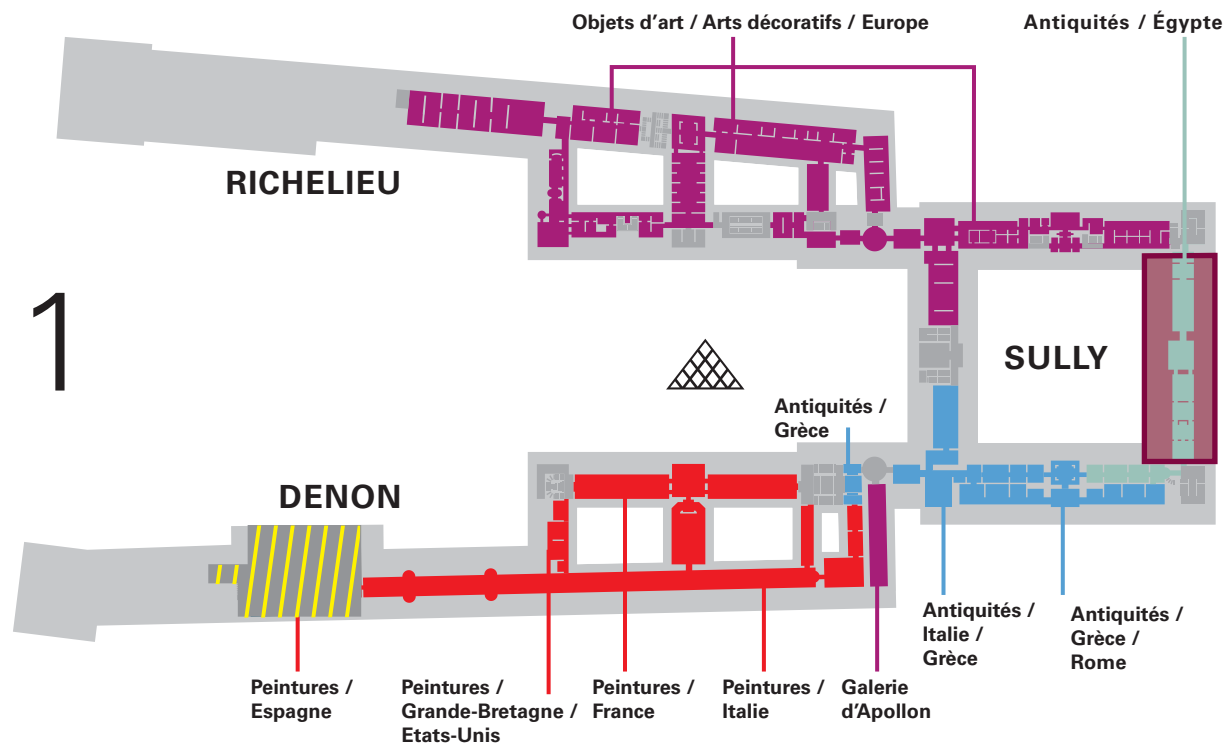 Objets d'art / Arts décoratifs / Europe
Antiquités / Égypte
RICHELIEU
1
SULLY
Antiquités /
Grèce
DENON
Antiquités /
Italie /
Grèce
Antiquités /
Grèce /
Rome
Peintures /
Espagne
Peintures /
Grande-Bretagne /
Etats-Unis
Peintures /
France
Peintures /
Italie
Galerie
d'Apollon